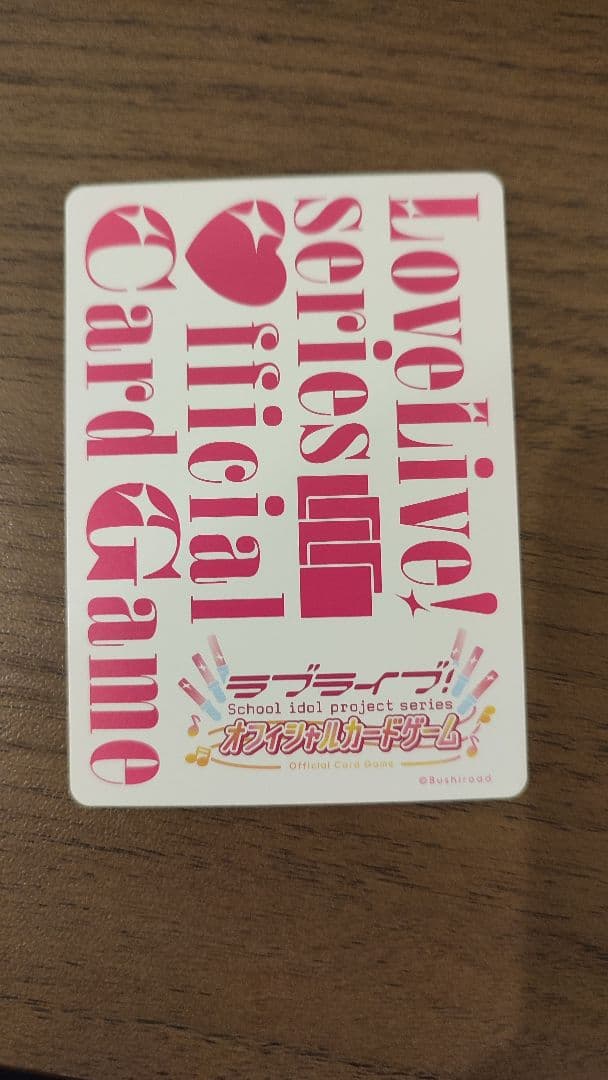 LoveLive!
series
Official
Card Game
ラブライブ!
School idol project series
オフィシャルカードゲーム
Official Card Game
©Bushiroad